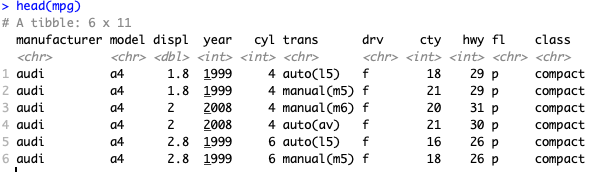 > head(mpg)
# A tibble: 6 x 11
manufacturer model displ year cyl trans drv cty hwy fl class
<chr> <chr> <dbl> <int> <int> <chr> <chr> <int> <int> <chr> <chr>
1 audi a4 1.8 1999 4 auto(l5) f 18 29 p compact
2 audi a4 1.8 1999 4 manual(m5) f 21 29 p compact
3 audi a4 2 2008 4 manual(m6) f 20 31 p compact
4 audi a4 2 2008 4 auto(av) f 21 30 p compact
5 audi a4 2.8 1999 6 auto(l5) f 16 26 p compact
6 audi a4 2.8 1999 6 manual(m5) f 18 26 p compact